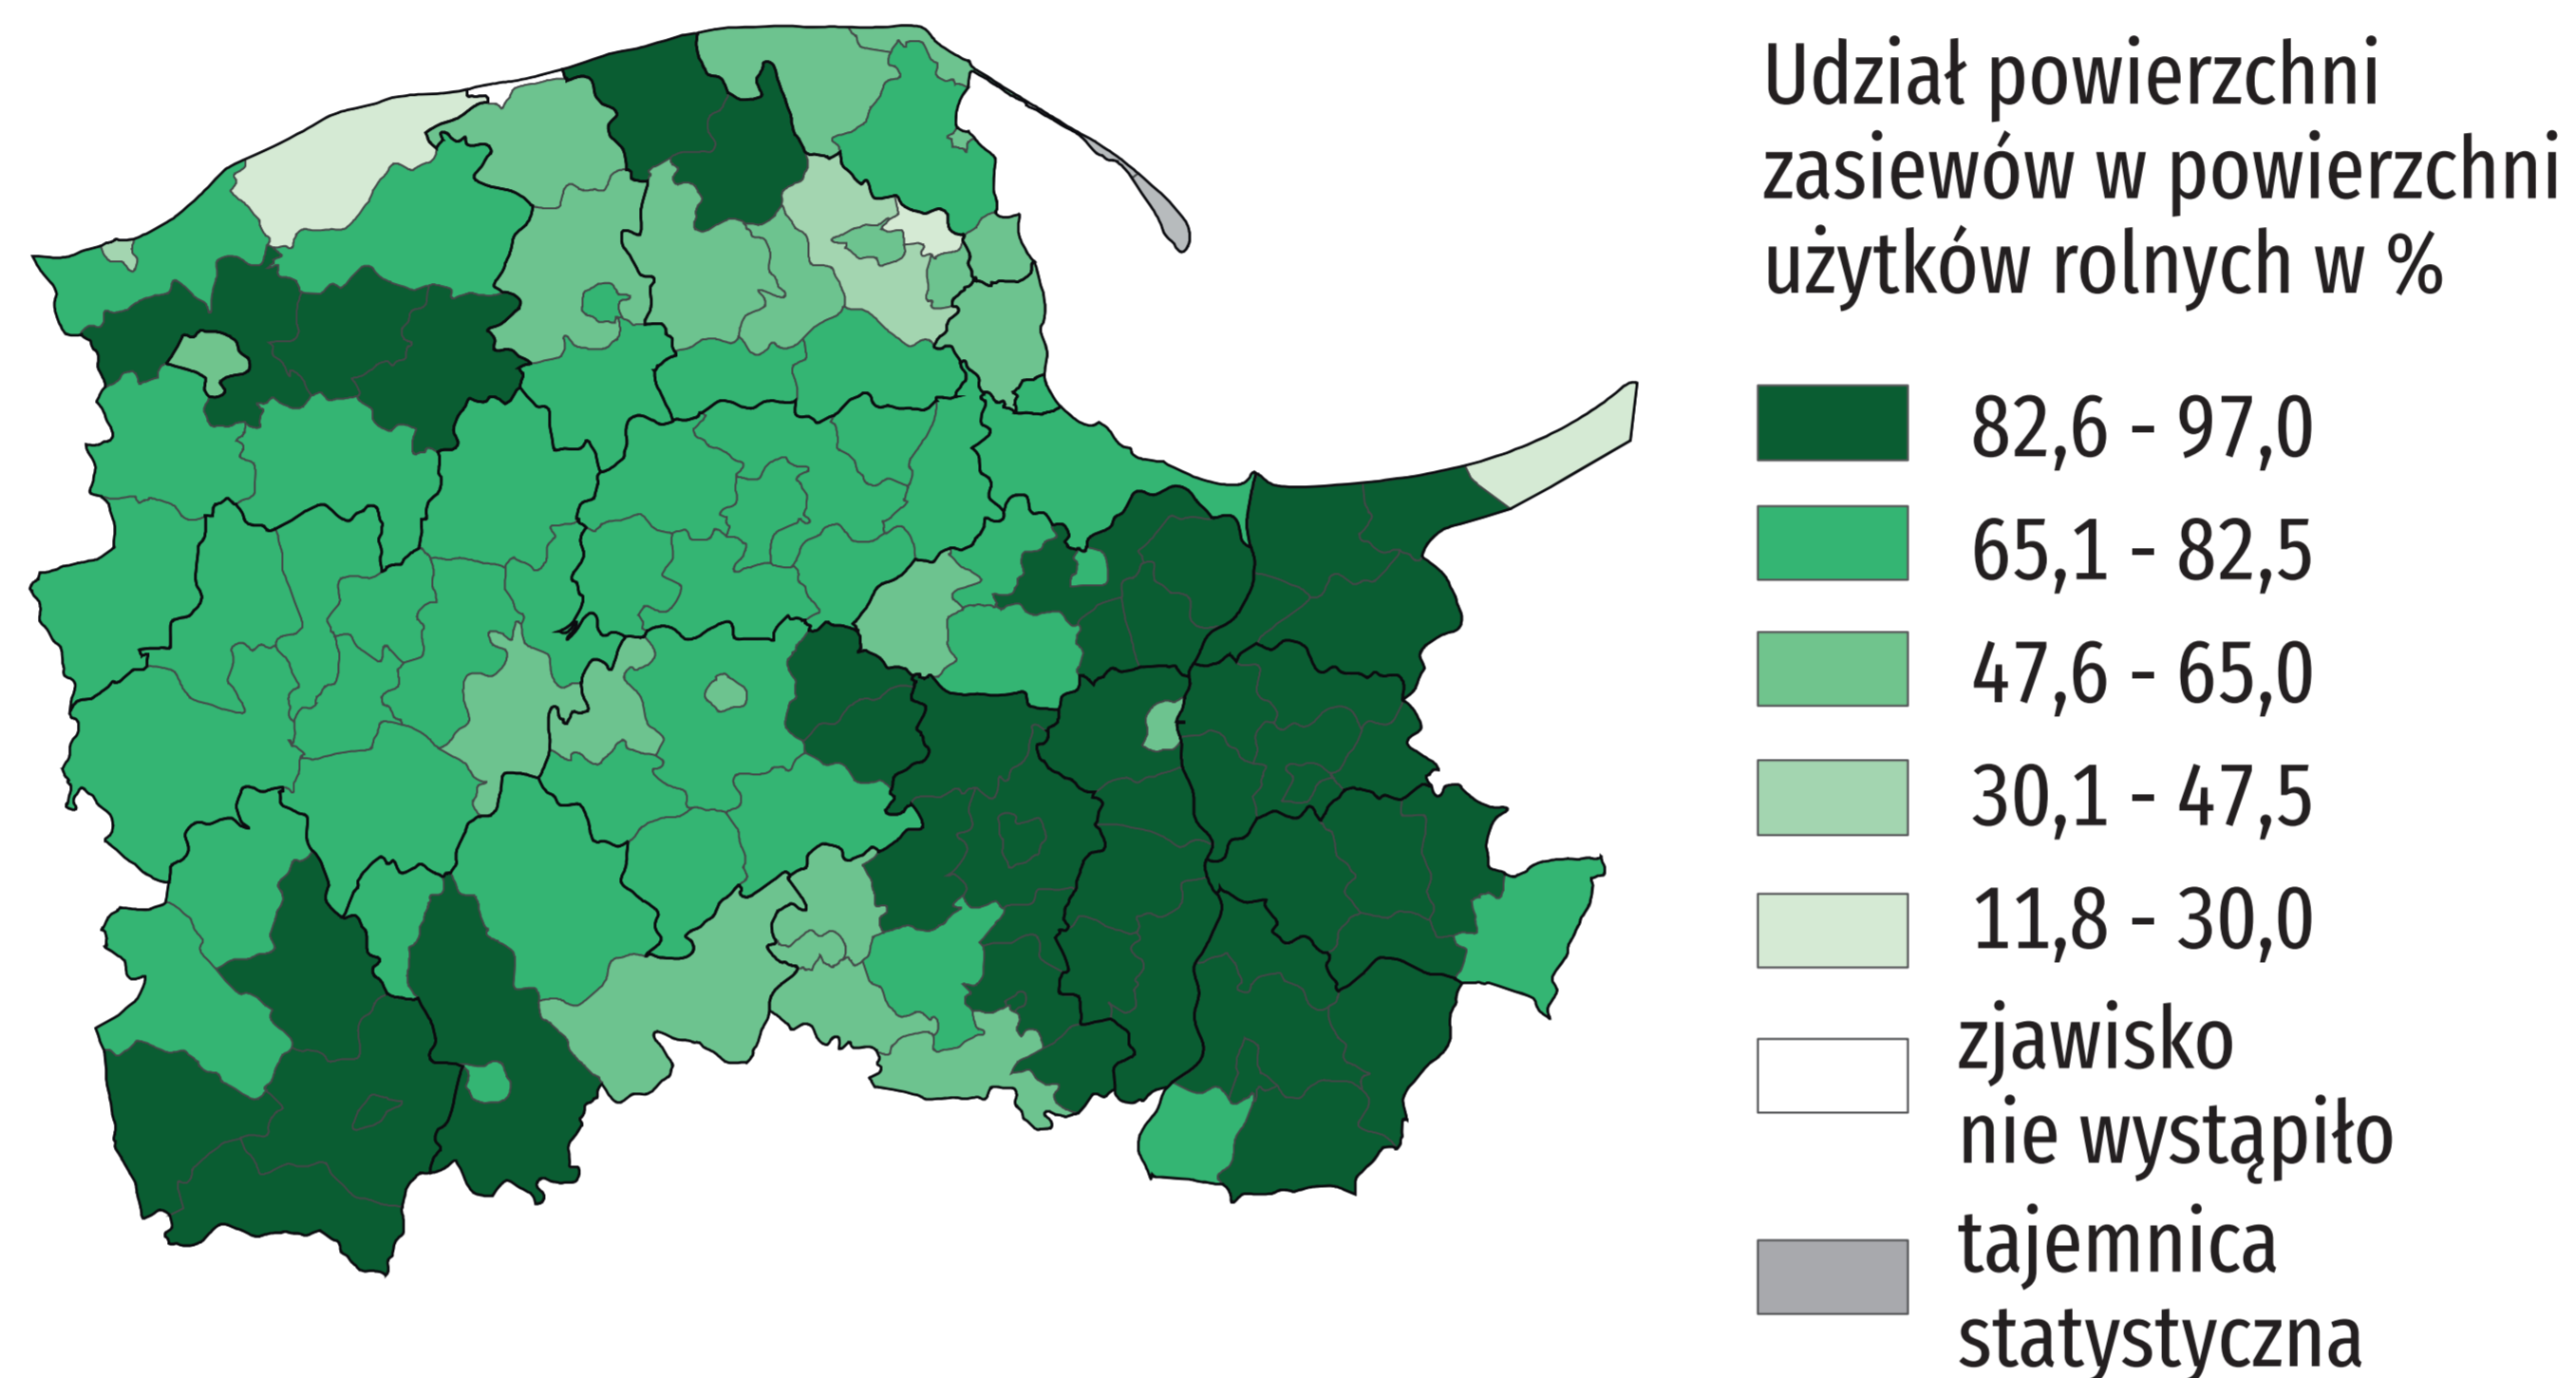 Udział powierzchni
zasiewów w powierzchni
użytków rolnych w %
82,6 - 97,0
65,1 - 82,5
47,6 - 65,0
30,1 - 47,5
11,8 - 30,0
zjawisko
nie wystąpiło
tajemnica
statystyczna